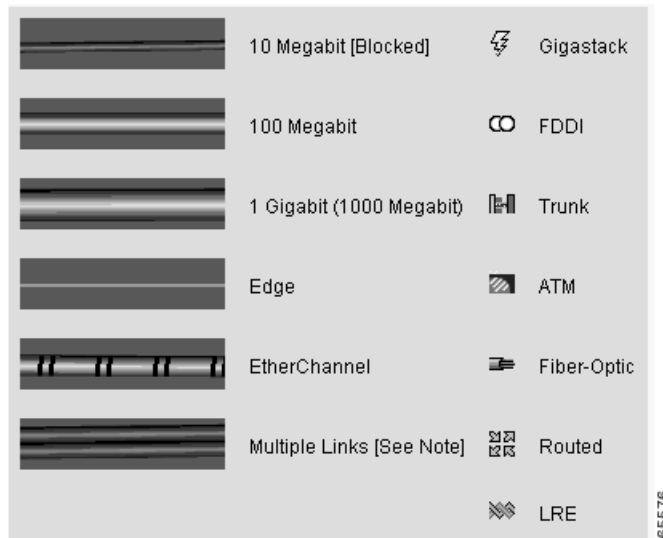 10 Megabit [Blocked]
Gigastack
100 Megabit
FDDI
1 Gigabit (1000 Megabit)
Trunk
Edge
ATM
EtherChannel
Fiber-Optic
Multiple Links [See Note]
Routed
LRE
65576